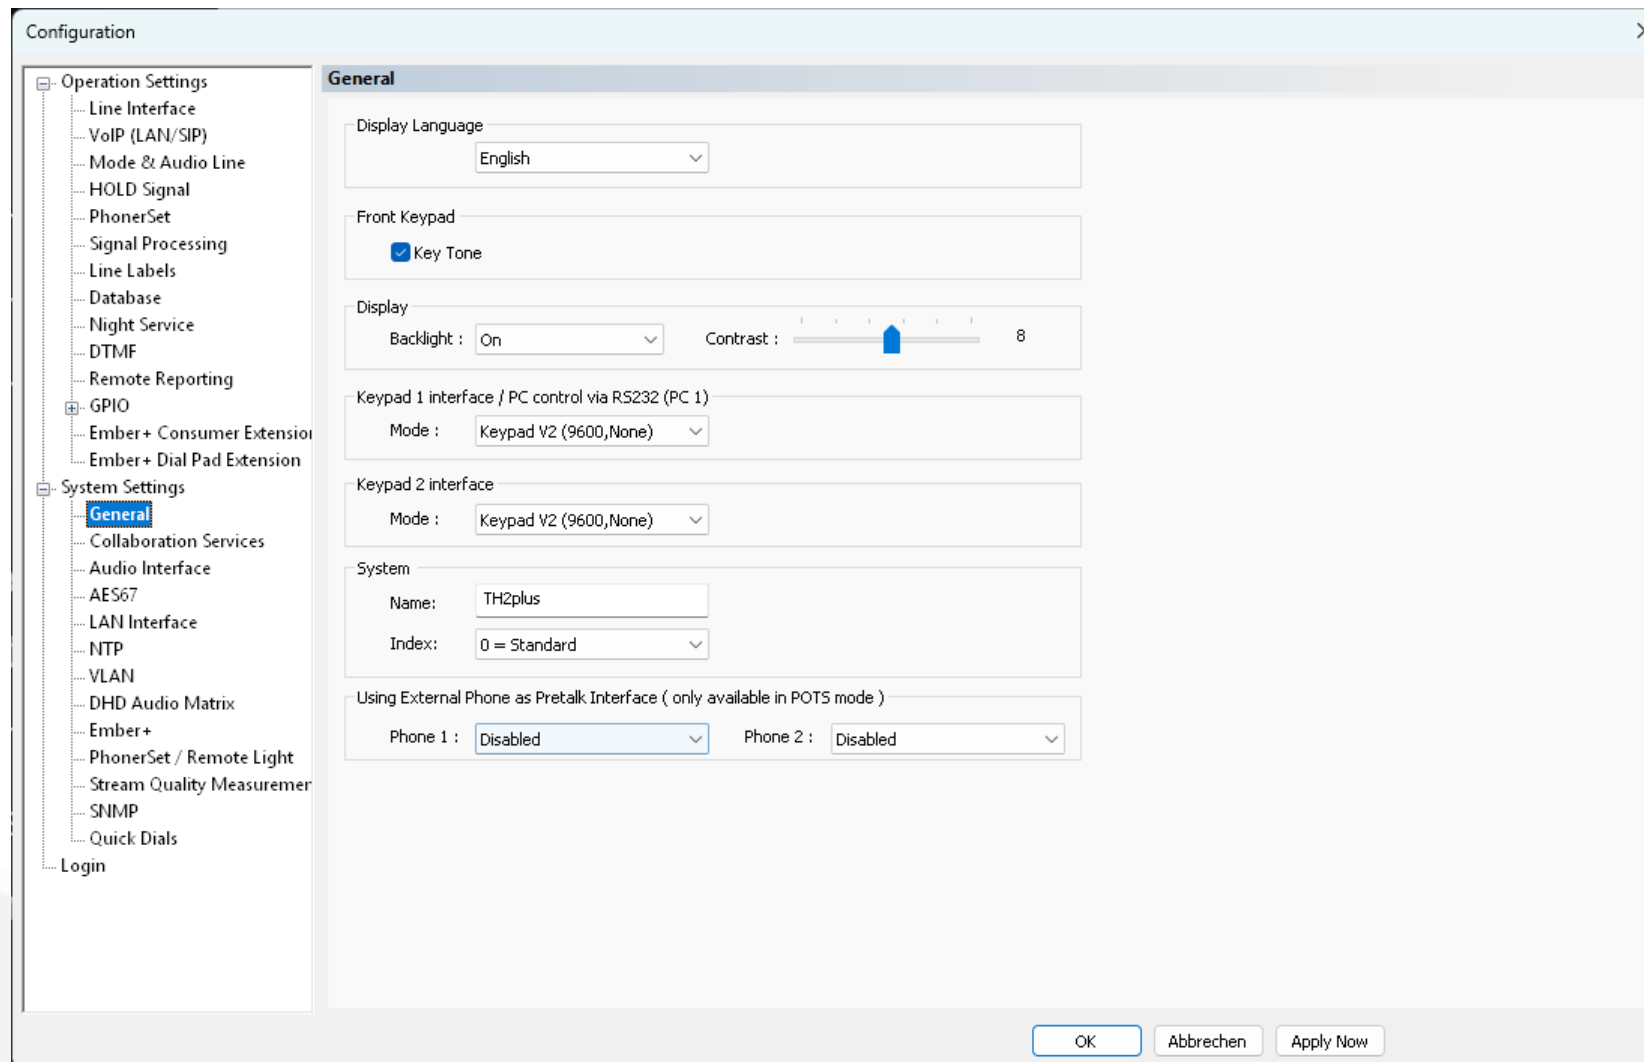 Configuration
Operation Settings
Line Interface
VoIP (LAN/SIP)
Mode & Audio Line
HOLD Signal
PhonerSet
Signal Processing
Line Labels
Database
Night Service
DTMF
Remote Reporting
GPIO
Ember+ Consumer Extension
Ember+ Dial Pad Extension
System Settings
General
Collaboration Services
Audio Interface
AES67
LAN Interface
NTP
VLAN
DHD Audio Matrix
Ember+
PhonerSet / Remote Light
Stream Quality Measuremer
SNMP
Quick Dials
Login
General
Display Language
English
Front Keypad
Key Tone
Display
Backlight : On Contrast : 8
Keypad 1 interface / PC control via RS232 (PC 1)
Mode : Keypad V2 (9600,None)
Keypad 2 interface
Mode : Keypad V2 (9600,None)
System
Name: TH2plus
Index: 0 = Standard
Using External Phone as Pretalk Interface ( only available in POTS mode )
Phone 1 : Disabled Phone 2 : Disabled
OK Abbrechen Apply Now